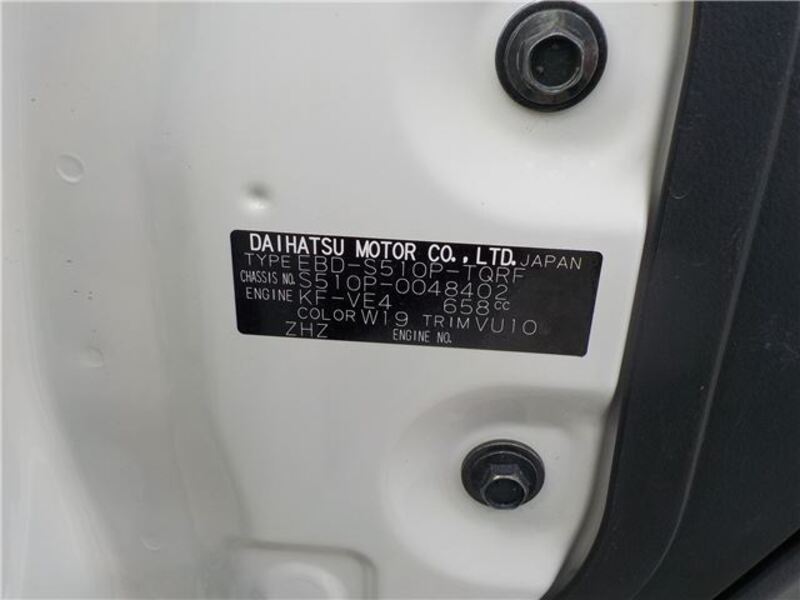 DAIHATSU MOTOR CO.,LTD. JAPAN
TYPE EBD-S510P-TQRF
CHASSIS NO. S510P-0048402
ENGINE KF-VE4 658cc
COLOR W19 TRIM VU10
ZHZ ENGINE NO.